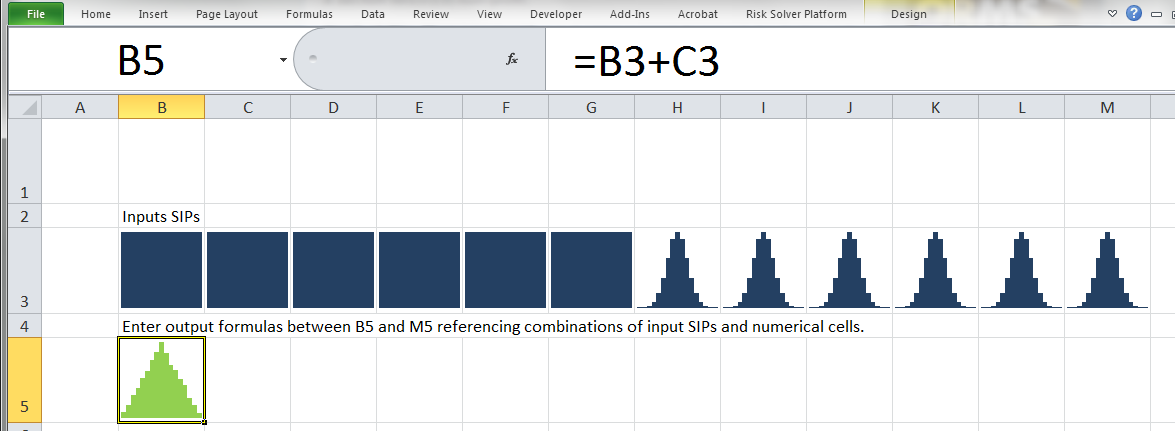 File Home Insert Page Layout Formulas Data Review View Developer Add-Ins Acrobat Risk Solver Platform Design ?
B5 fx =B3+C3
A B C D E F G H I J K L M
1
2 Inputs SIPs
3
4 Enter output formulas between B5 and M5 referencing combinations of input SIPs and numerical cells.
5